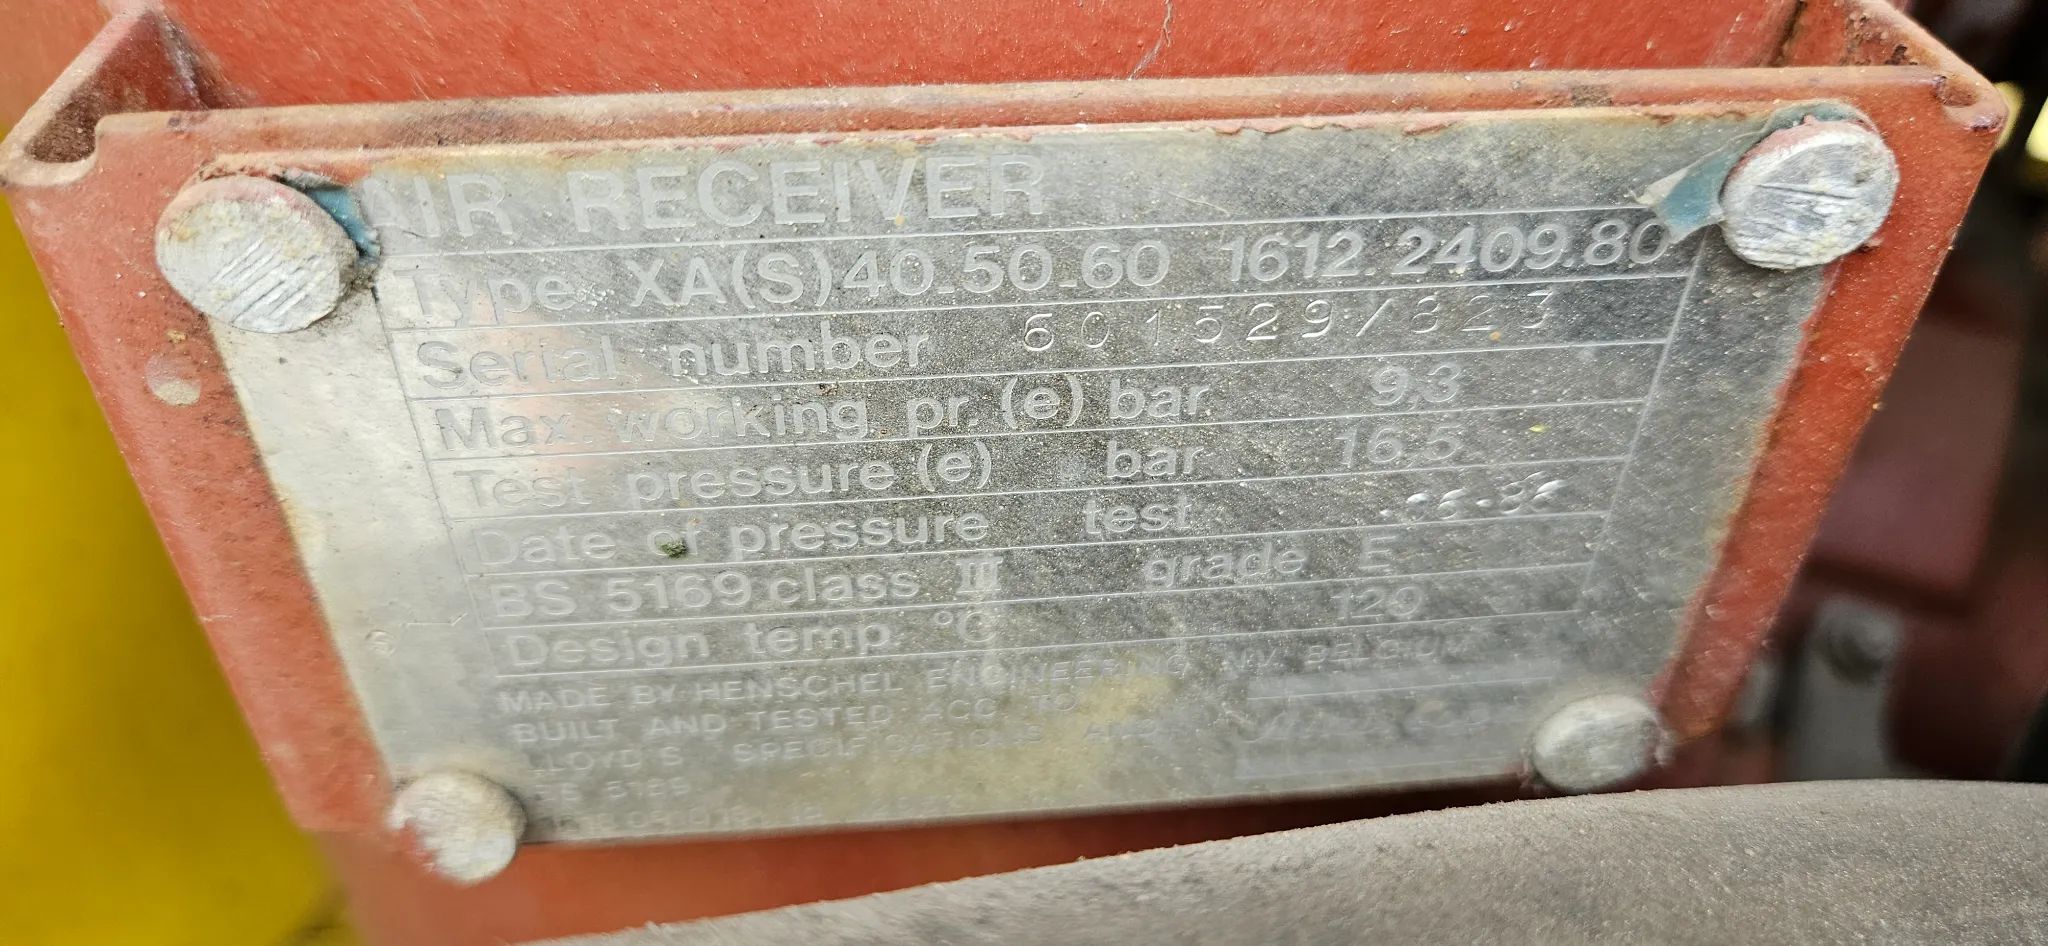 AIR RECEIVER
Type XA(S)40.50.60 1612.2409.80
Serial number 601529/823
Max. working pr. (e) bar 9.3
Test pressure (e) bar 16.5
Date of pressure test
BS 5169 class III grade E
Design temp. °C 120
MADE BY HENSCHEL ENGINEERING N.V. BELGIUM
BUILT AND TESTED ACC. TO
LLOYD'S SPECIFICATIONS AND